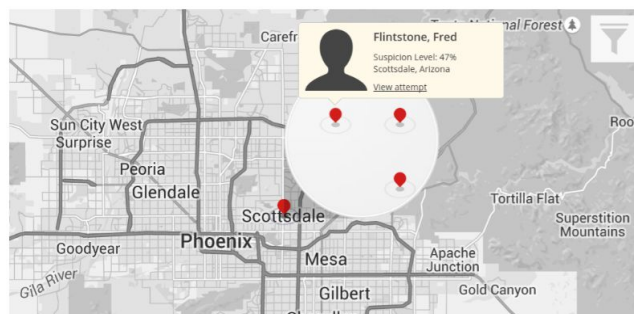 Carefr
National Forest
Flintstone, Fred
Suspicion Level: 47%
Scottsdale, Arizona
View attempt
Sun City West
Surprise
Roo
Peoria
Glendale
Tortilla Flat
Scottsdale
Superstition
Mountains
Phoenix
Goodyear
Mesa
Apache
Junction
Gila River
Gilbert
Gold Canyon